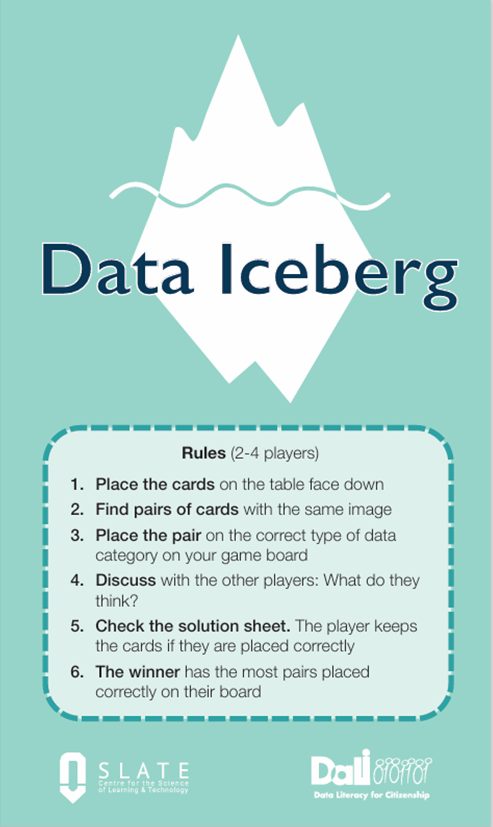 Data Iceberg
Rules (2-4 players)
1. Place the cards on the table face down
2. Find pairs of cards with the same image
3. Place the pair on the correct type of data
category on your game board
4. Discuss with the other players: What do they
think?
5. Check the solution sheet. The player keeps
the cards if they are placed correctly
6. The winner has the most pairs placed
correctly on their board
SLATE
Centre for the Science
of Learning & Technology
Dali
Data Literacy for Citizenship